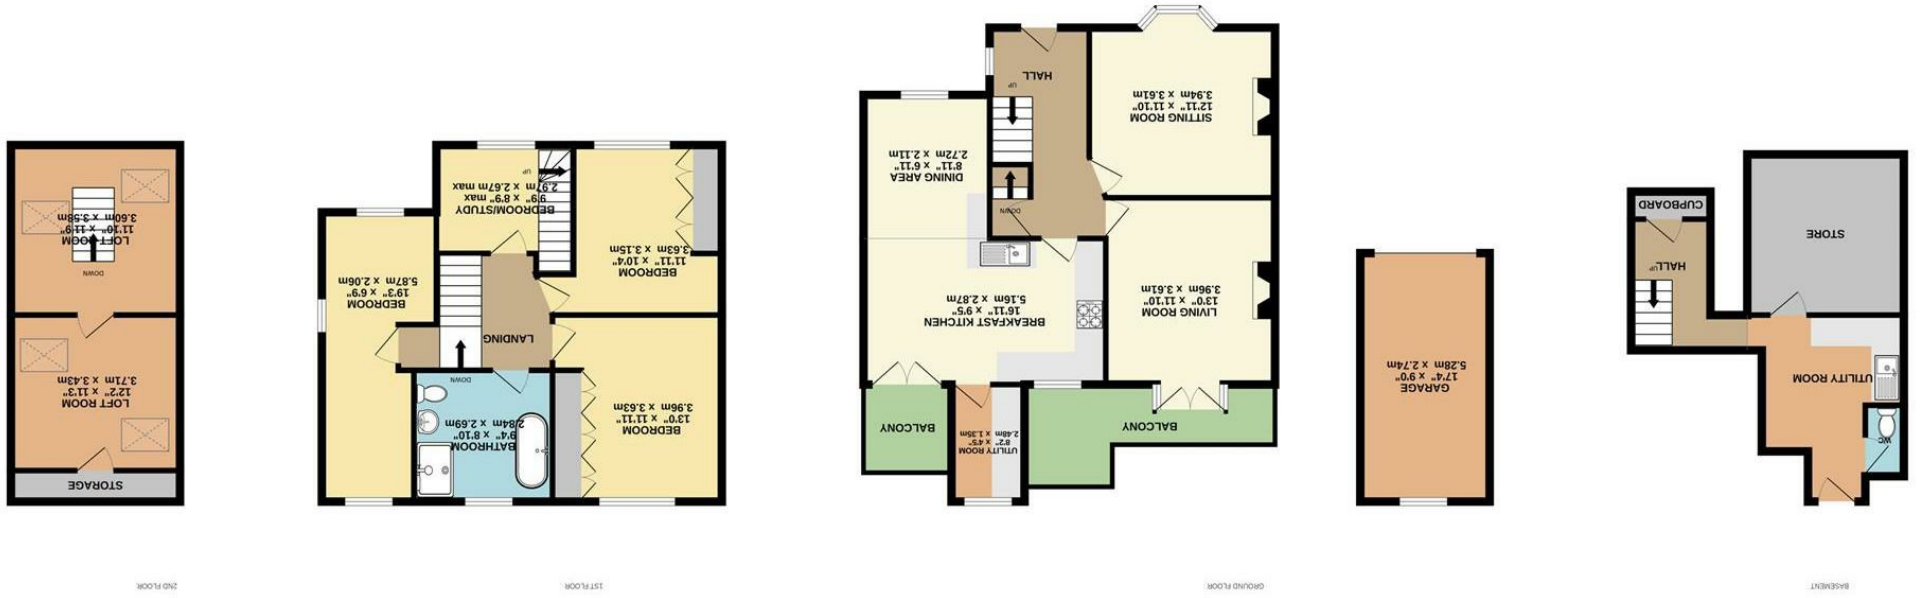 BASEMENT
WC
UTILITY ROOM
HALL
UP
STORE
CUPBOARD
GARAGE
17'4" x 9'0"
5.28m x 2.74m
GROUND FLOOR
BALCONY
UTILITY ROOM
8'2" x 4'5"
2.48m x 1.35m
BALCONY
LIVING ROOM
13'0" x 11'10"
3.96m x 3.61m
BREAKFAST KITCHEN
16'11" x 9'5"
5.16m x 2.87m
DOWN
DINING AREA
8'11" x 6'11"
2.72m x 2.11m
SITTING ROOM
12'11" x 11'10"
3.94m x 3.61m
UP
HALL
1ST FLOOR
BEDROOM
13'0" x 11'11"
3.96m x 3.63m
BATHROOM
9'4" x 8'10"
2.84m x 2.69m
DOWN
LANDING
BEDROOM
19'3" x 6'9"
5.87m x 2.06m
BEDROOM
11'11" x 10'4"
3.63m x 3.15m
BEDROOM/STUDY
9'9" x 8'9" max
2.97m x 2.67m max
UP
2ND FLOOR
STORAGE
LOFT ROOM
12'2" x 11'3"
3.71m x 3.43m
DOWN
LOFT ROOM
11'10" x 11'9"
3.60m x 3.58m